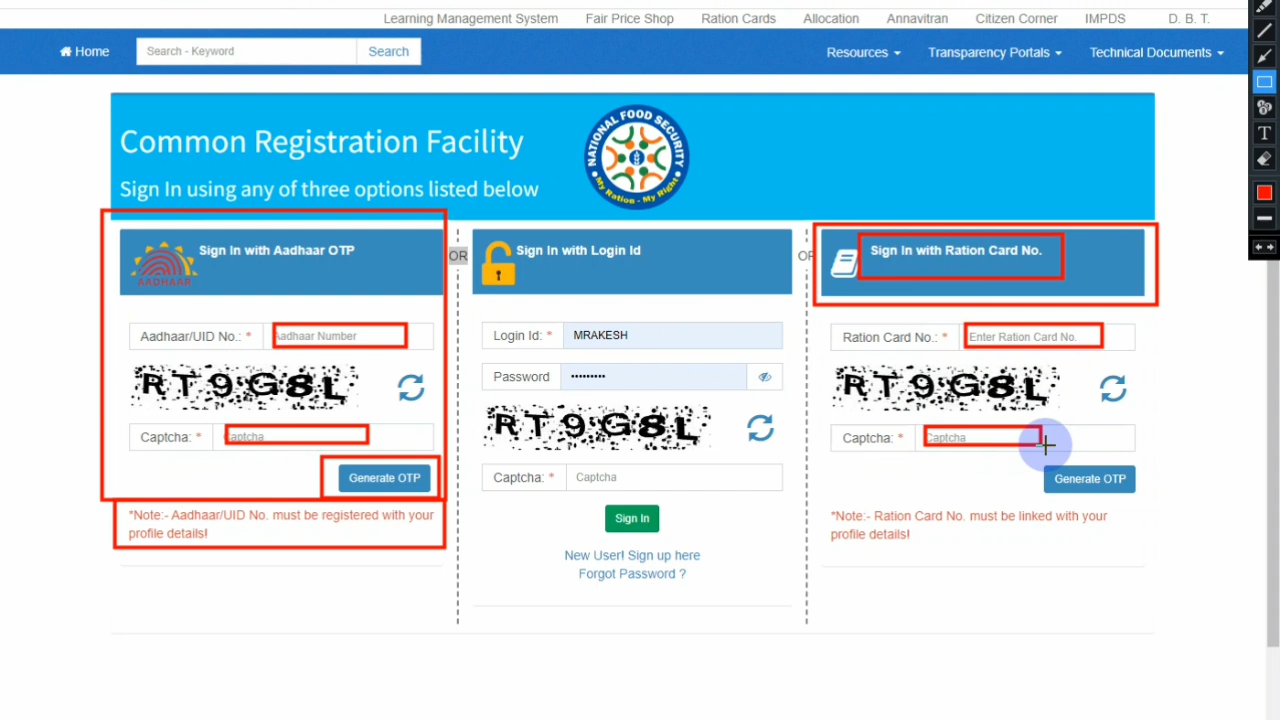 Learning Management System Fair Price Shop Ration Cards Allocation Annavitran Citizen Corner IMPDS D. B. T.
Home Search - Keyword Search Resources Transparency Portals Technical Documents
Common Registration Facility
Sign In using any of three options listed below
NATIONAL FOOD SECURITY
My Ration - My Right
Sign In with Aadhaar OTP
AADHAAR
Aadhaar/UID No.: * Aadhaar Number
RT9G8L
Captcha: * Captcha
Generate OTP
*Note:- Aadhaar/UID No. must be registered with your
profile details!
OR
Sign In with Login Id
Login Id: * MRAKESH
Password •••••••••
RT9G8L
Captcha: * Captcha
Sign In
New User! Sign up here
Forgot Password ?
OR
Sign In with Ration Card No.
Ration Card No.: * Enter Ration Card No.
RT9G8L
Captcha: * Captcha
Generate OTP
*Note:- Ration Card No. must be linked with your
profile details!
T